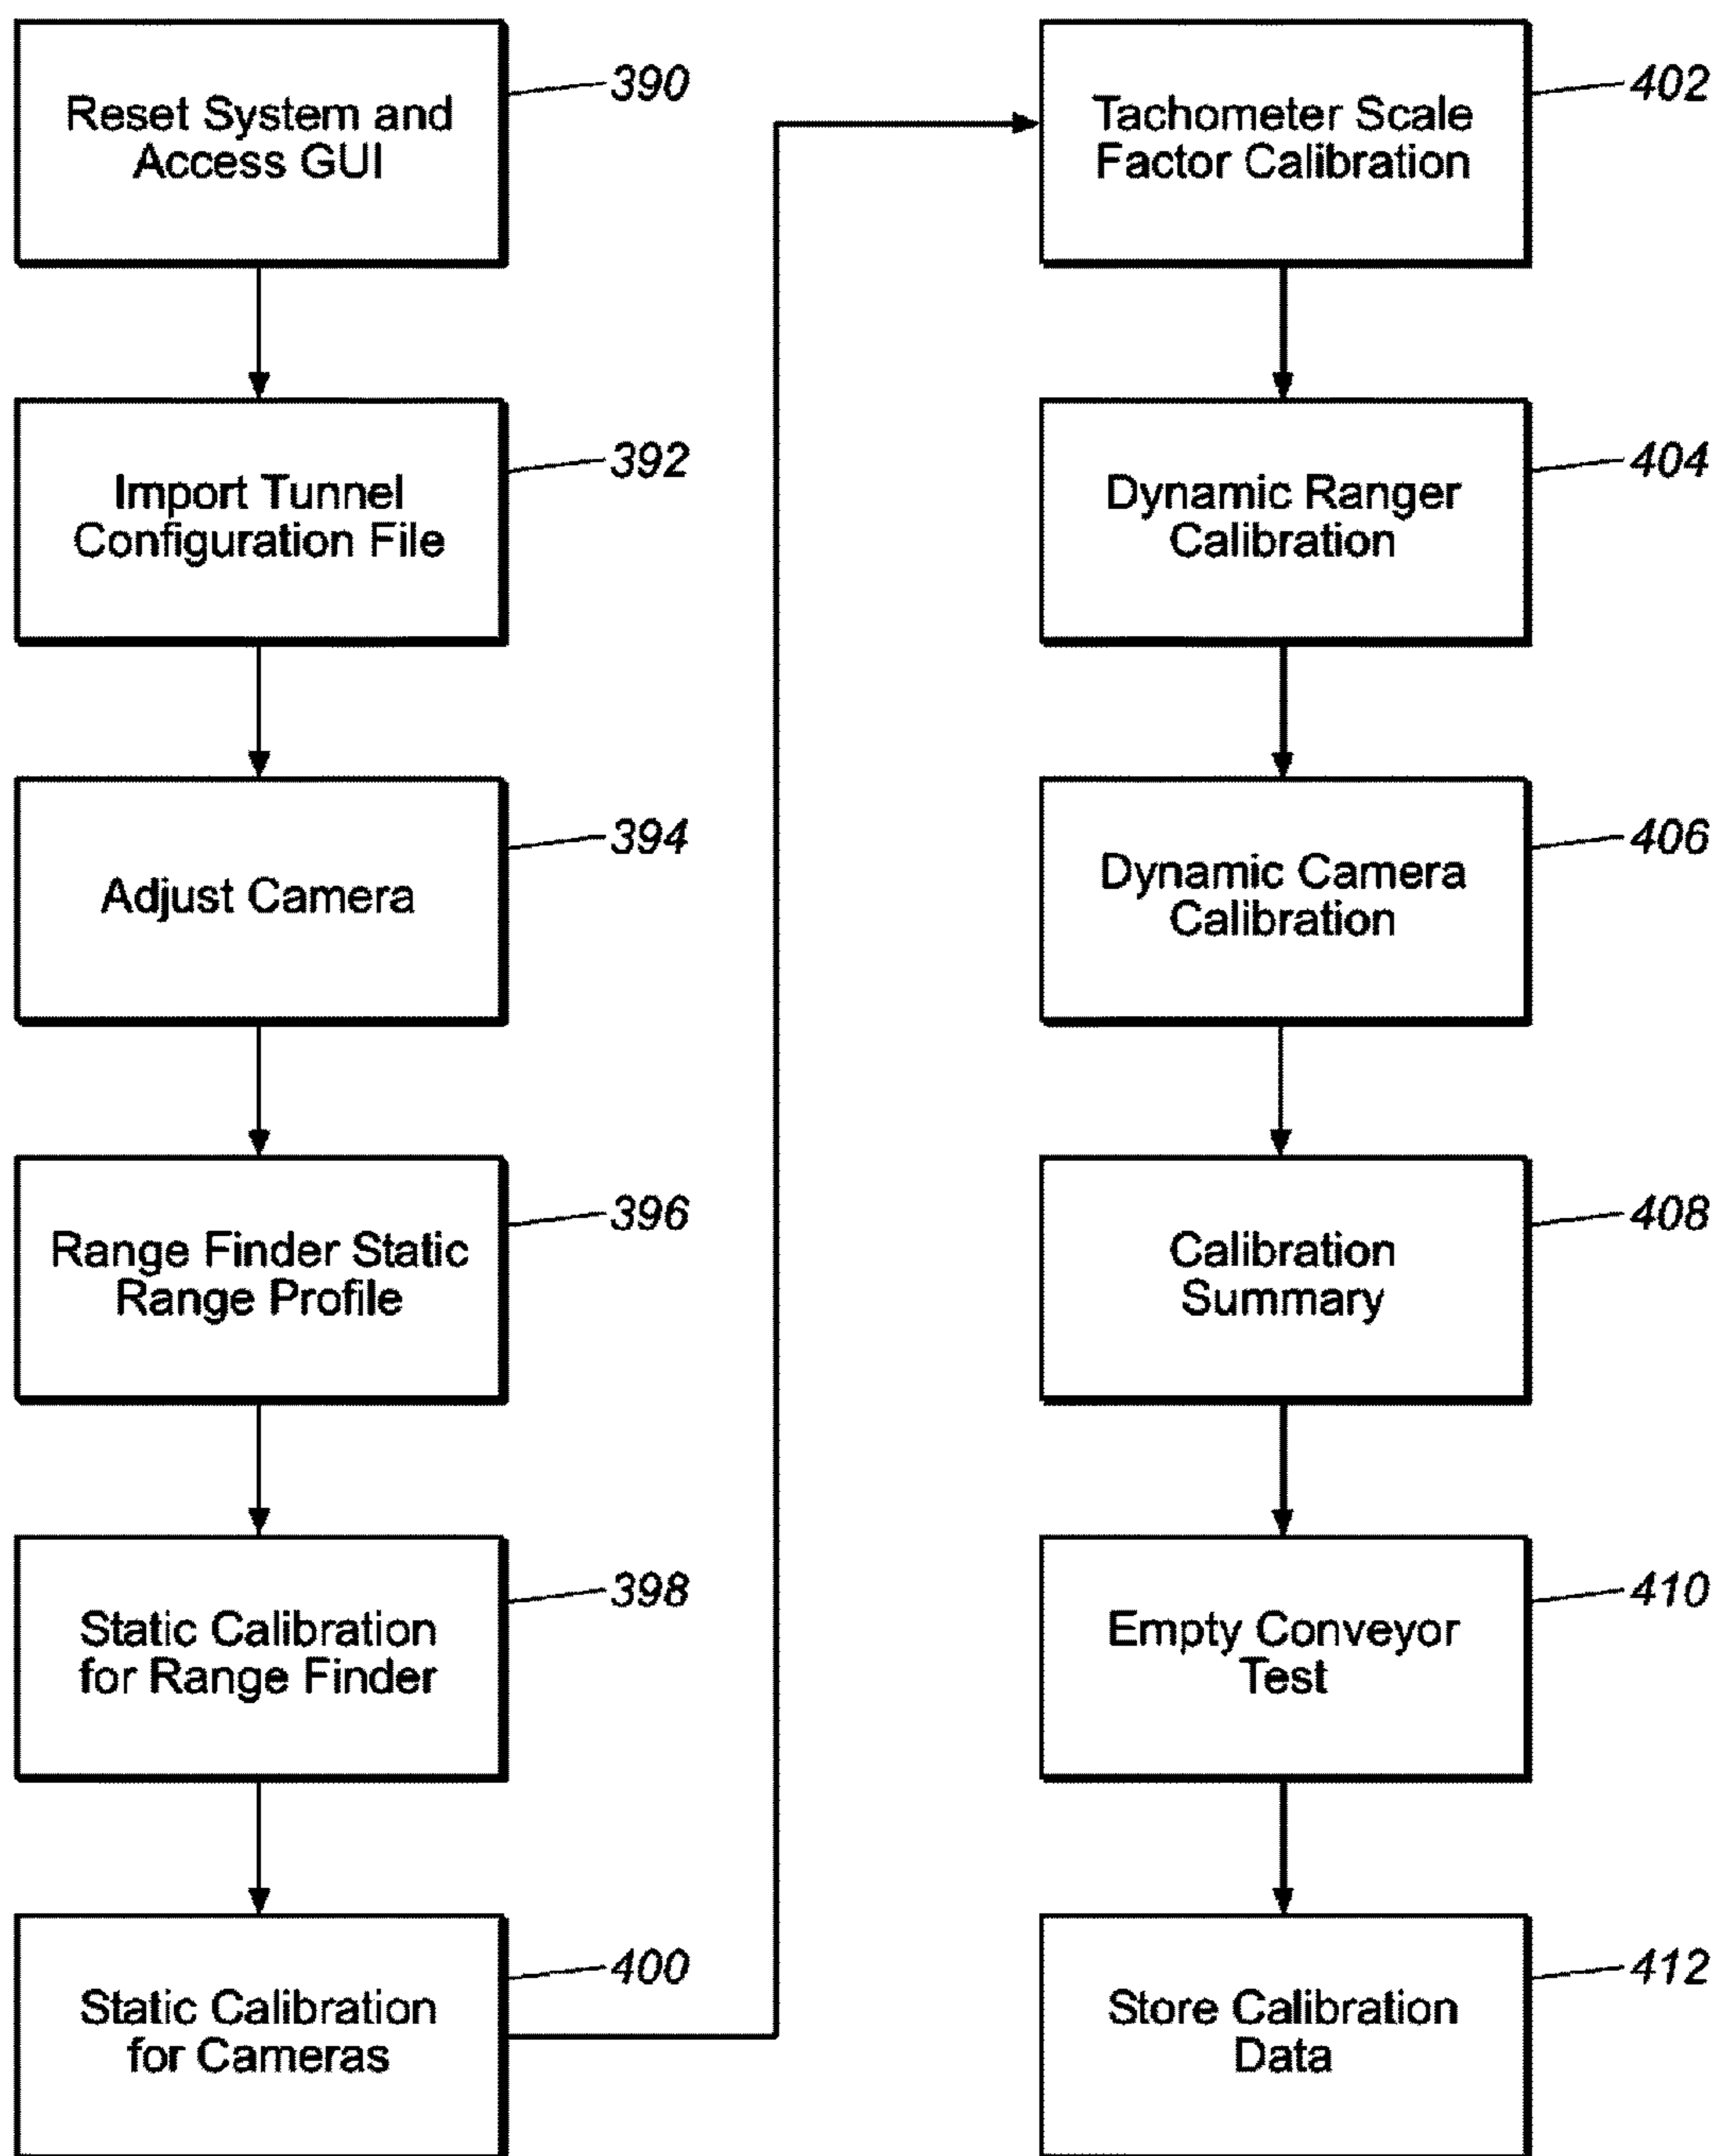 Reset System and
Access GUI
390
Import Tunnel
Configuration File
392
Adjust Camera
394
Range Finder Static
Range Profile
396
Static Calibration
for Range Finder
398
Static Calibration
for Cameras
400
Tachometer Scale
Factor Calibration
402
Dynamic Ranger
Calibration
404
Dynamic Camera
Calibration
406
Calibration
Summary
408
Empty Conveyor
Test
410
Store Calibration
Data
412